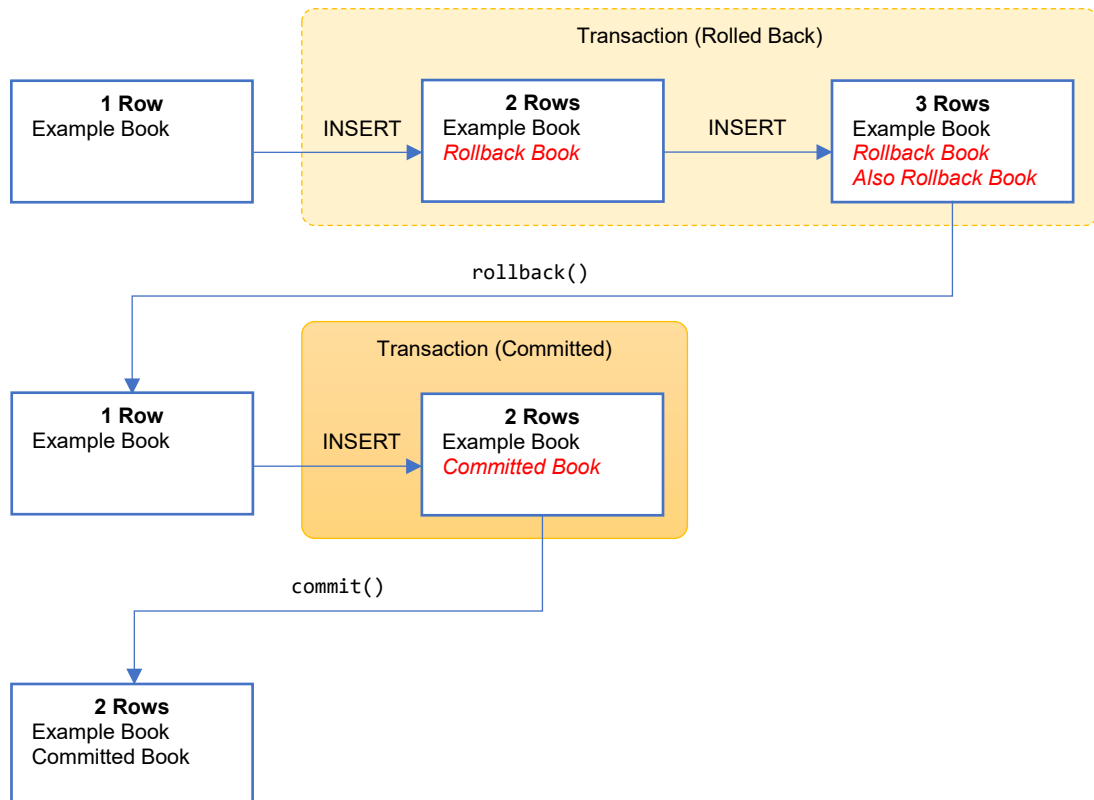 Transaction (Rolled Back)
1 Row
Example Book
INSERT
2 Rows
Example Book
Rollback Book
INSERT
3 Rows
Example Book
Rollback Book
Also Rollback Book
rollback()
Transaction (Committed)
1 Row
Example Book
INSERT
2 Rows
Example Book
Committed Book
commit()
2 Rows
Example Book
Committed Book